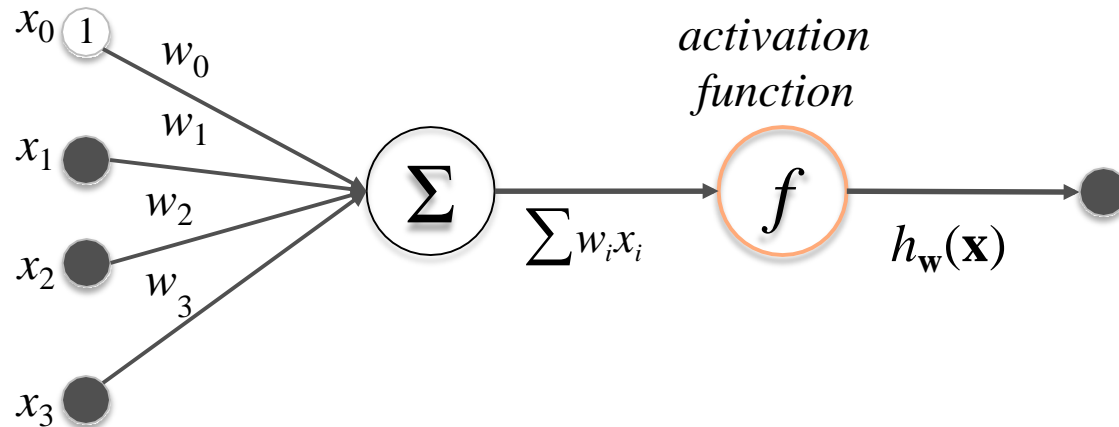 x₀ 1
w₀
activation
function
w₁
x₁
Σ
f
w₂
∑wᵢxᵢ
h𝐰(𝐱)
x₂
w₃
x₃